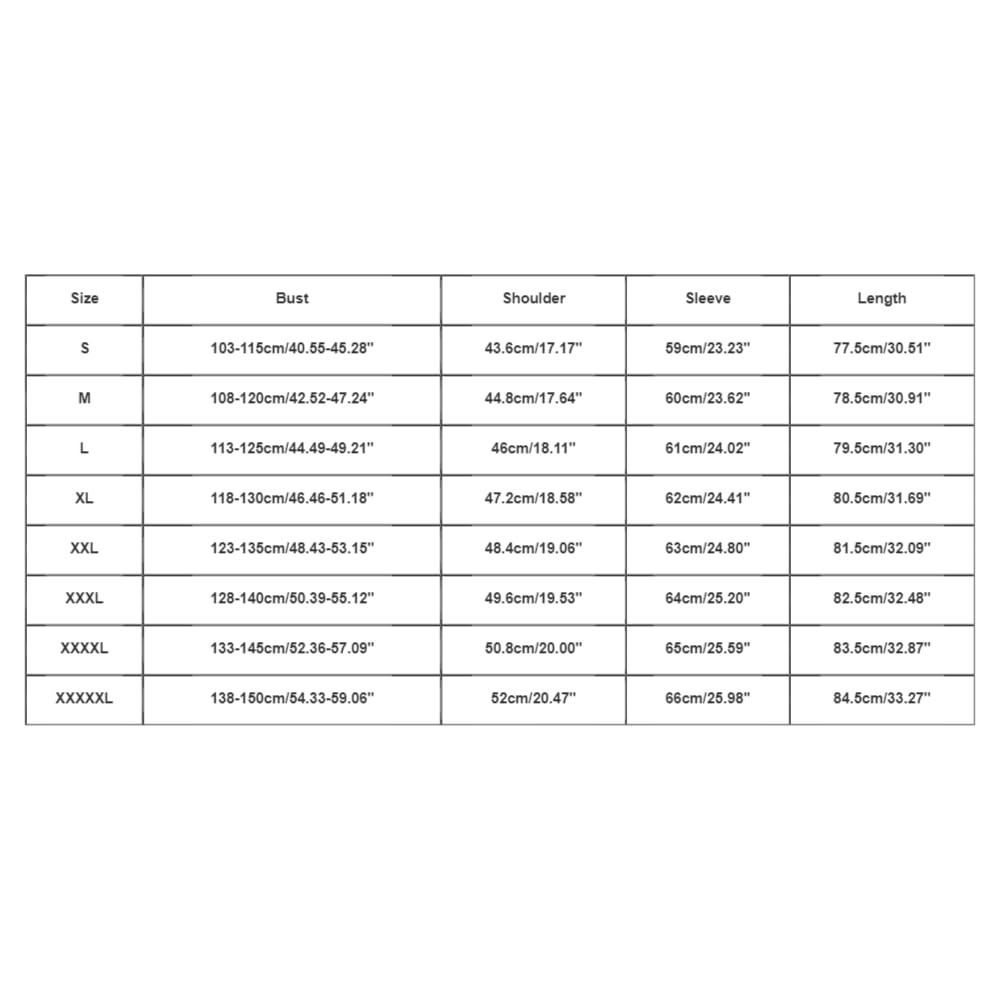 Size Bust Shoulder Sleeve Length
S 103-115cm/40.55-45.28" 43.6cm/17.17" 59cm/23.23" 77.5cm/30.51"
M 108-120cm/42.52-47.24" 44.8cm/17.64" 60cm/23.62" 78.5cm/30.91"
L 113-125cm/44.49-49.21" 46cm/18.11" 61cm/24.02" 79.5cm/31.30"
XL 118-130cm/46.46-51.18" 47.2cm/18.58" 62cm/24.41" 80.5cm/31.69"
XXL 123-135cm/48.43-53.15" 48.4cm/19.06" 63cm/24.80" 81.5cm/32.09"
XXXL 128-140cm/50.39-55.12" 49.6cm/19.53" 64cm/25.20" 82.5cm/32.48"
XXXXL 133-145cm/52.36-57.09" 50.8cm/20.00" 65cm/25.59" 83.5cm/32.87"
XXXXXL 138-150cm/54.33-59.06" 52cm/20.47" 66cm/25.98" 84.5cm/33.27"